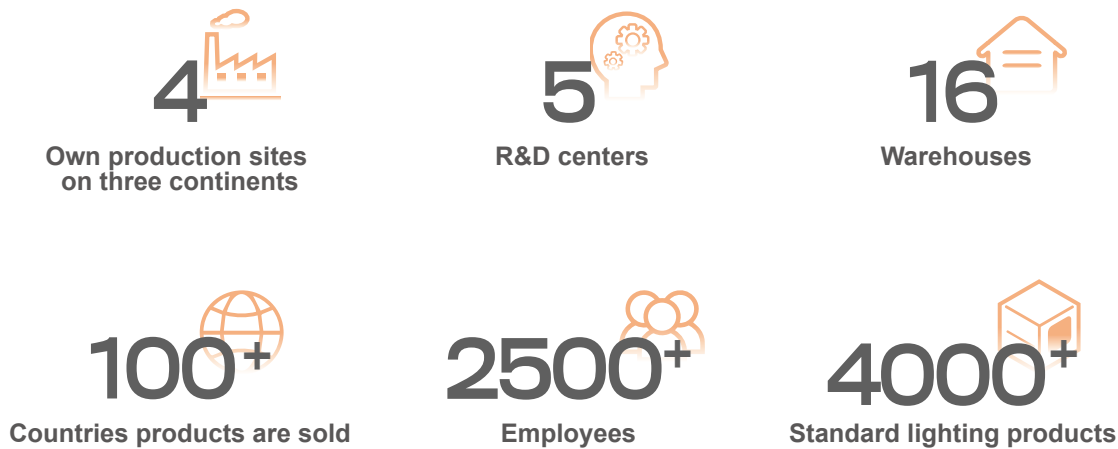 4
Own production sites
on three continents
5
R&D centers
16
Warehouses
100+
Countries products are sold
2500+
Employees
4000+
Standard lighting products